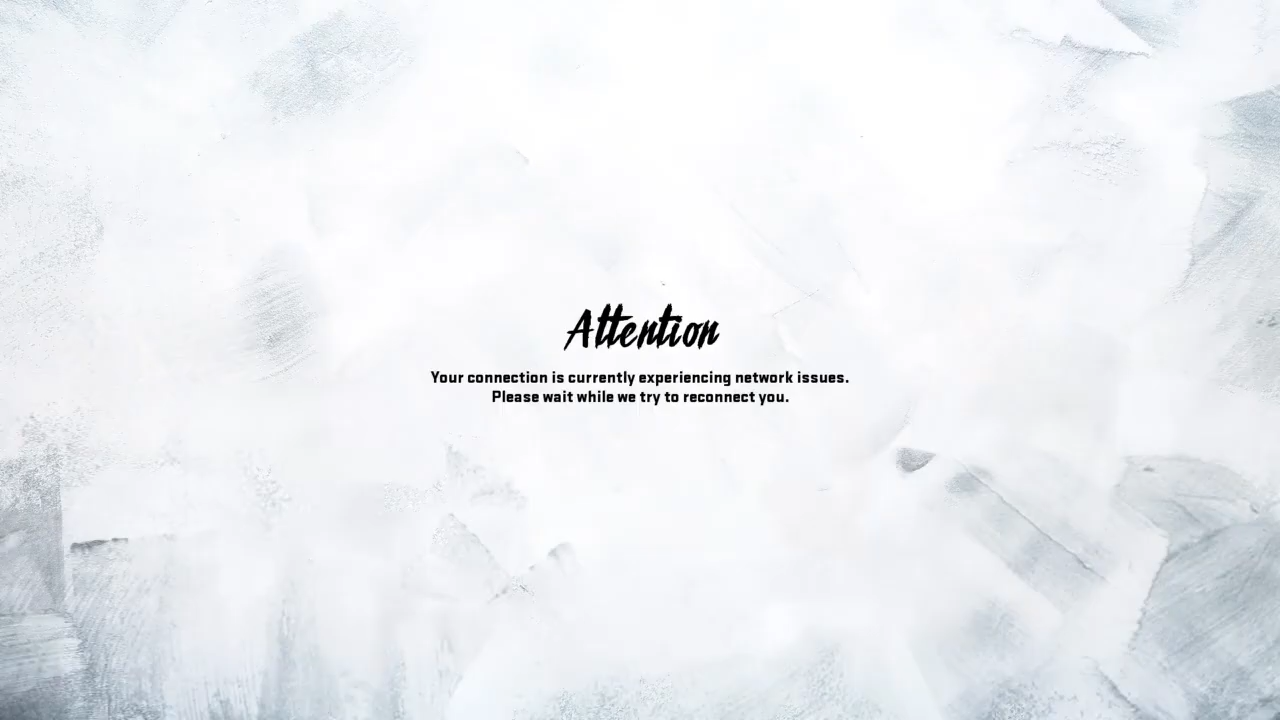 Attention
Your connection is currently experiencing network issues.
Please wait while we try to reconnect you.